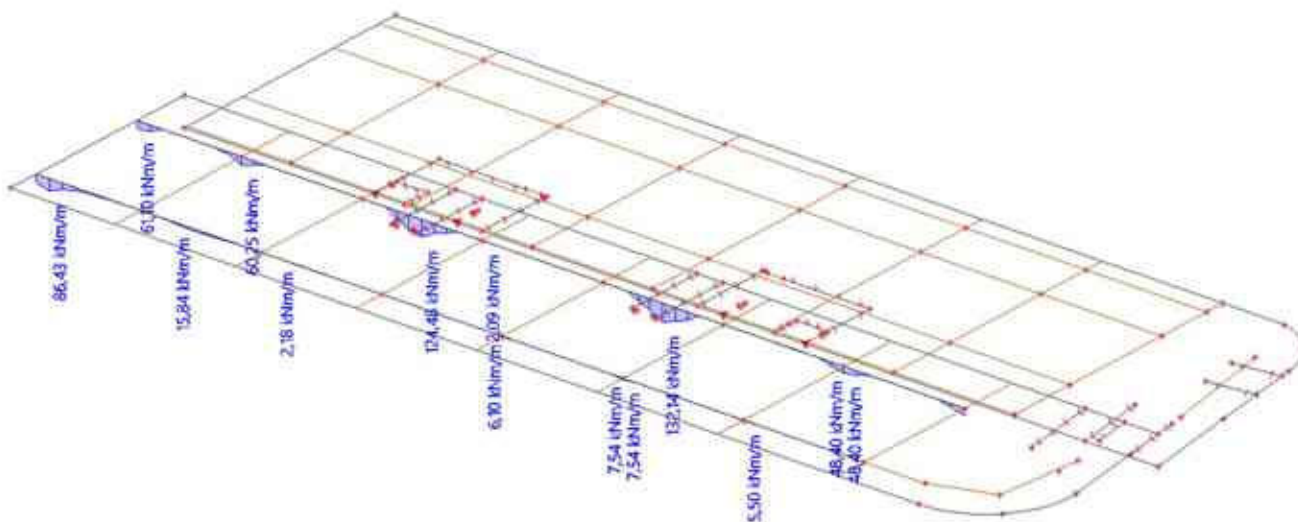 86,43 kNm/m
61,10 kNm/m
15,84 kNm/m
60,25 kNm/m
2,18 kNm/m
124,48 kNm/m
6,10 kNm/m
2,09 kNm/m
7,54 kNm/m
7,54 kNm/m
132,14 kNm/m
5,50 kNm/m
48,40 kNm/m
48,40 kNm/m